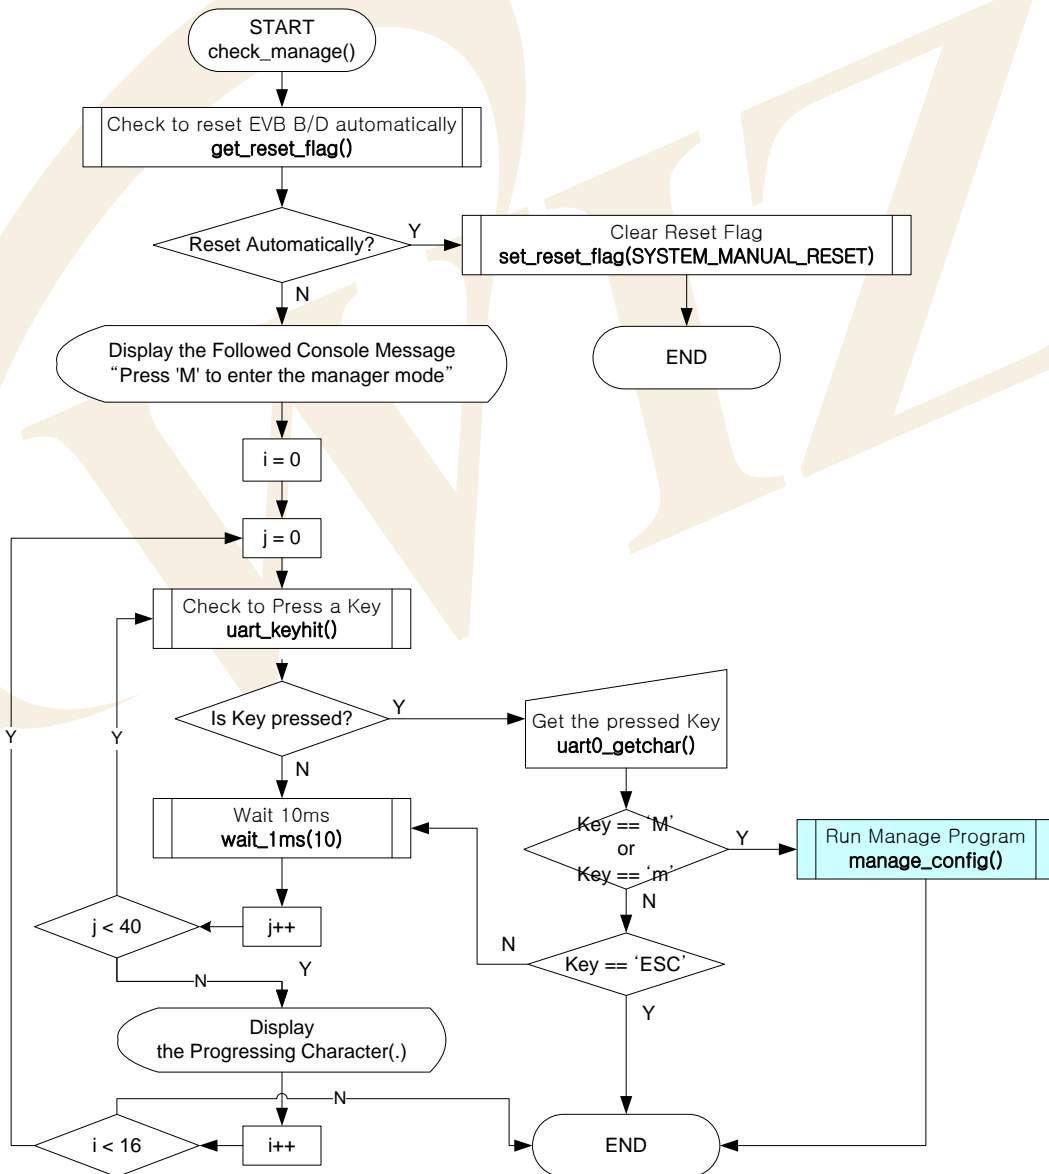 START
check_manage()
Check to reset EVB B/D automatically
get_reset_flag()
Reset Automatically?
Y
Clear Reset Flag
set_reset_flag(SYSTEM_MANUAL_RESET)
N
END
Display the Followed Console Message
“Press 'M' to enter the manager mode”
i = 0
j = 0
Check to Press a Key
uart_keyhit()
Is Key pressed?
Y
Get the pressed Key
uart0_getchar()
Y
Y
N
Wait 10ms
wait_1ms(10)
Key == ‘M’
or
Key == ‘m’
Y
Run Manage Program
manage_config()
N
j < 40
j++
N
Key == ‘ESC’
Y
N
Y
Display
the Progressing Character(.)
N
i < 16
i++
END
WIZ